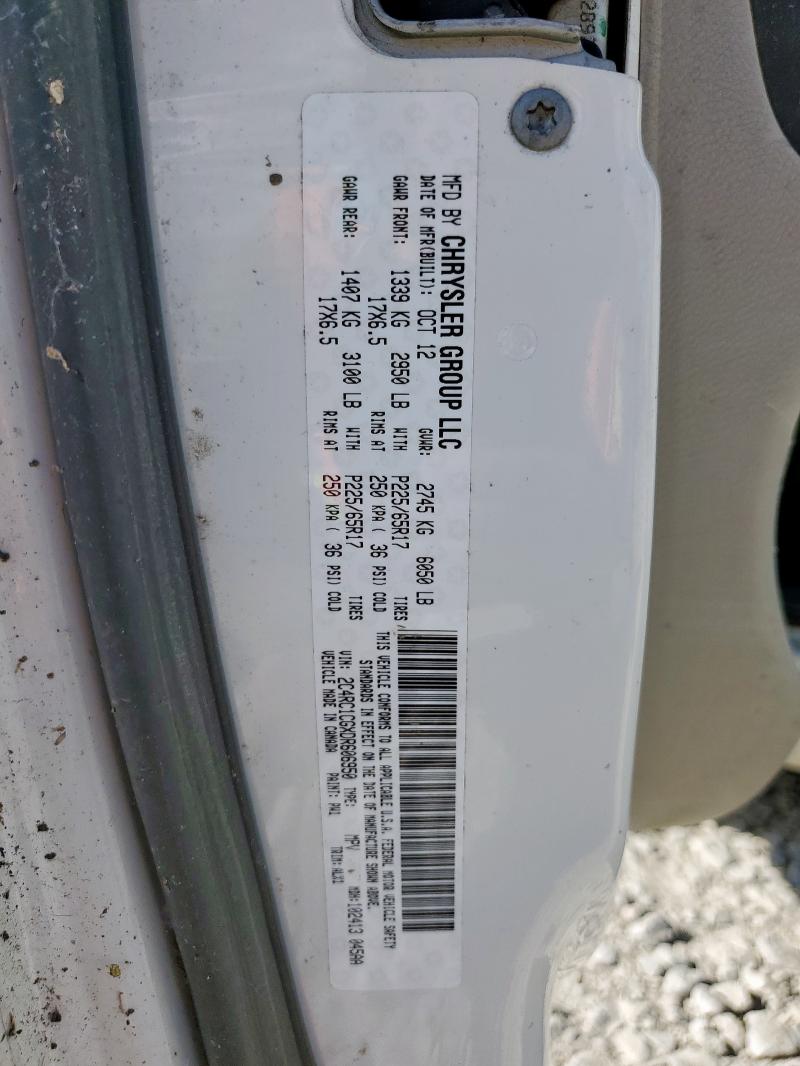 MFD BY CHRYSLER GROUP LLC
DATE OF MFR(BUILT): OCT 12 GVWR: 2745 KG 6050 LB
GAWR FRONT: 1339 KG 2950 LB WITH P225/65R17 TIRES
17X6.5 RIMS AT 250 KPA ( 36 PSI) COLD
GAWR REAR: 1407 KG 3100 LB WITH P225/65R17 TIRES
17X6.5 RIMS AT 250 KPA ( 36 PSI) COLD
THIS VEHICLE CONFORMS TO ALL APPLICABLE U.S.A. FEDERAL MOTOR VEHICLE SAFETY
STANDARDS IN EFFECT ON THE DATE OF MANUFACTURE SHOWN ABOVE.
VIN: 2C4RC1CGXDR606950 TYPE: MPV MDH:102413 045AA
VEHICLE MADE IN CANADA PAINT: PW1 TRIM: